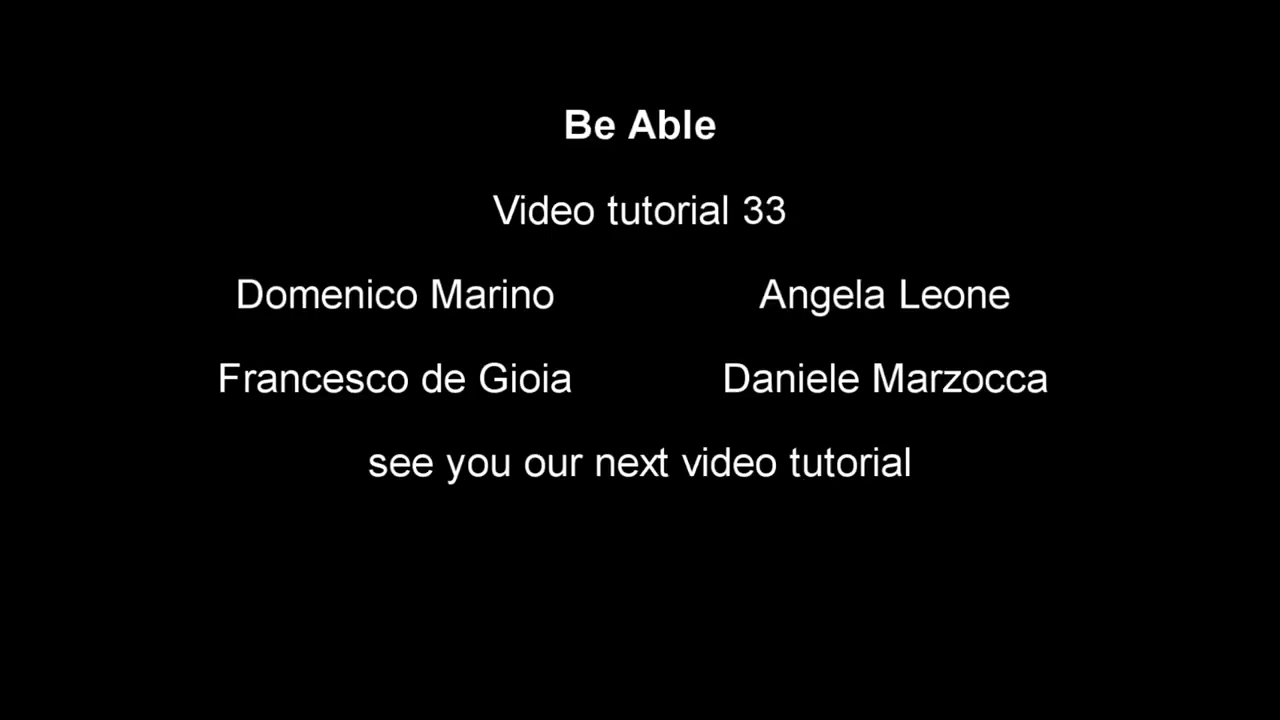 Be Able
Video tutorial 33
Domenico Marino Angela Leone
Francesco de Gioia Daniele Marzocca
see you our next video tutorial